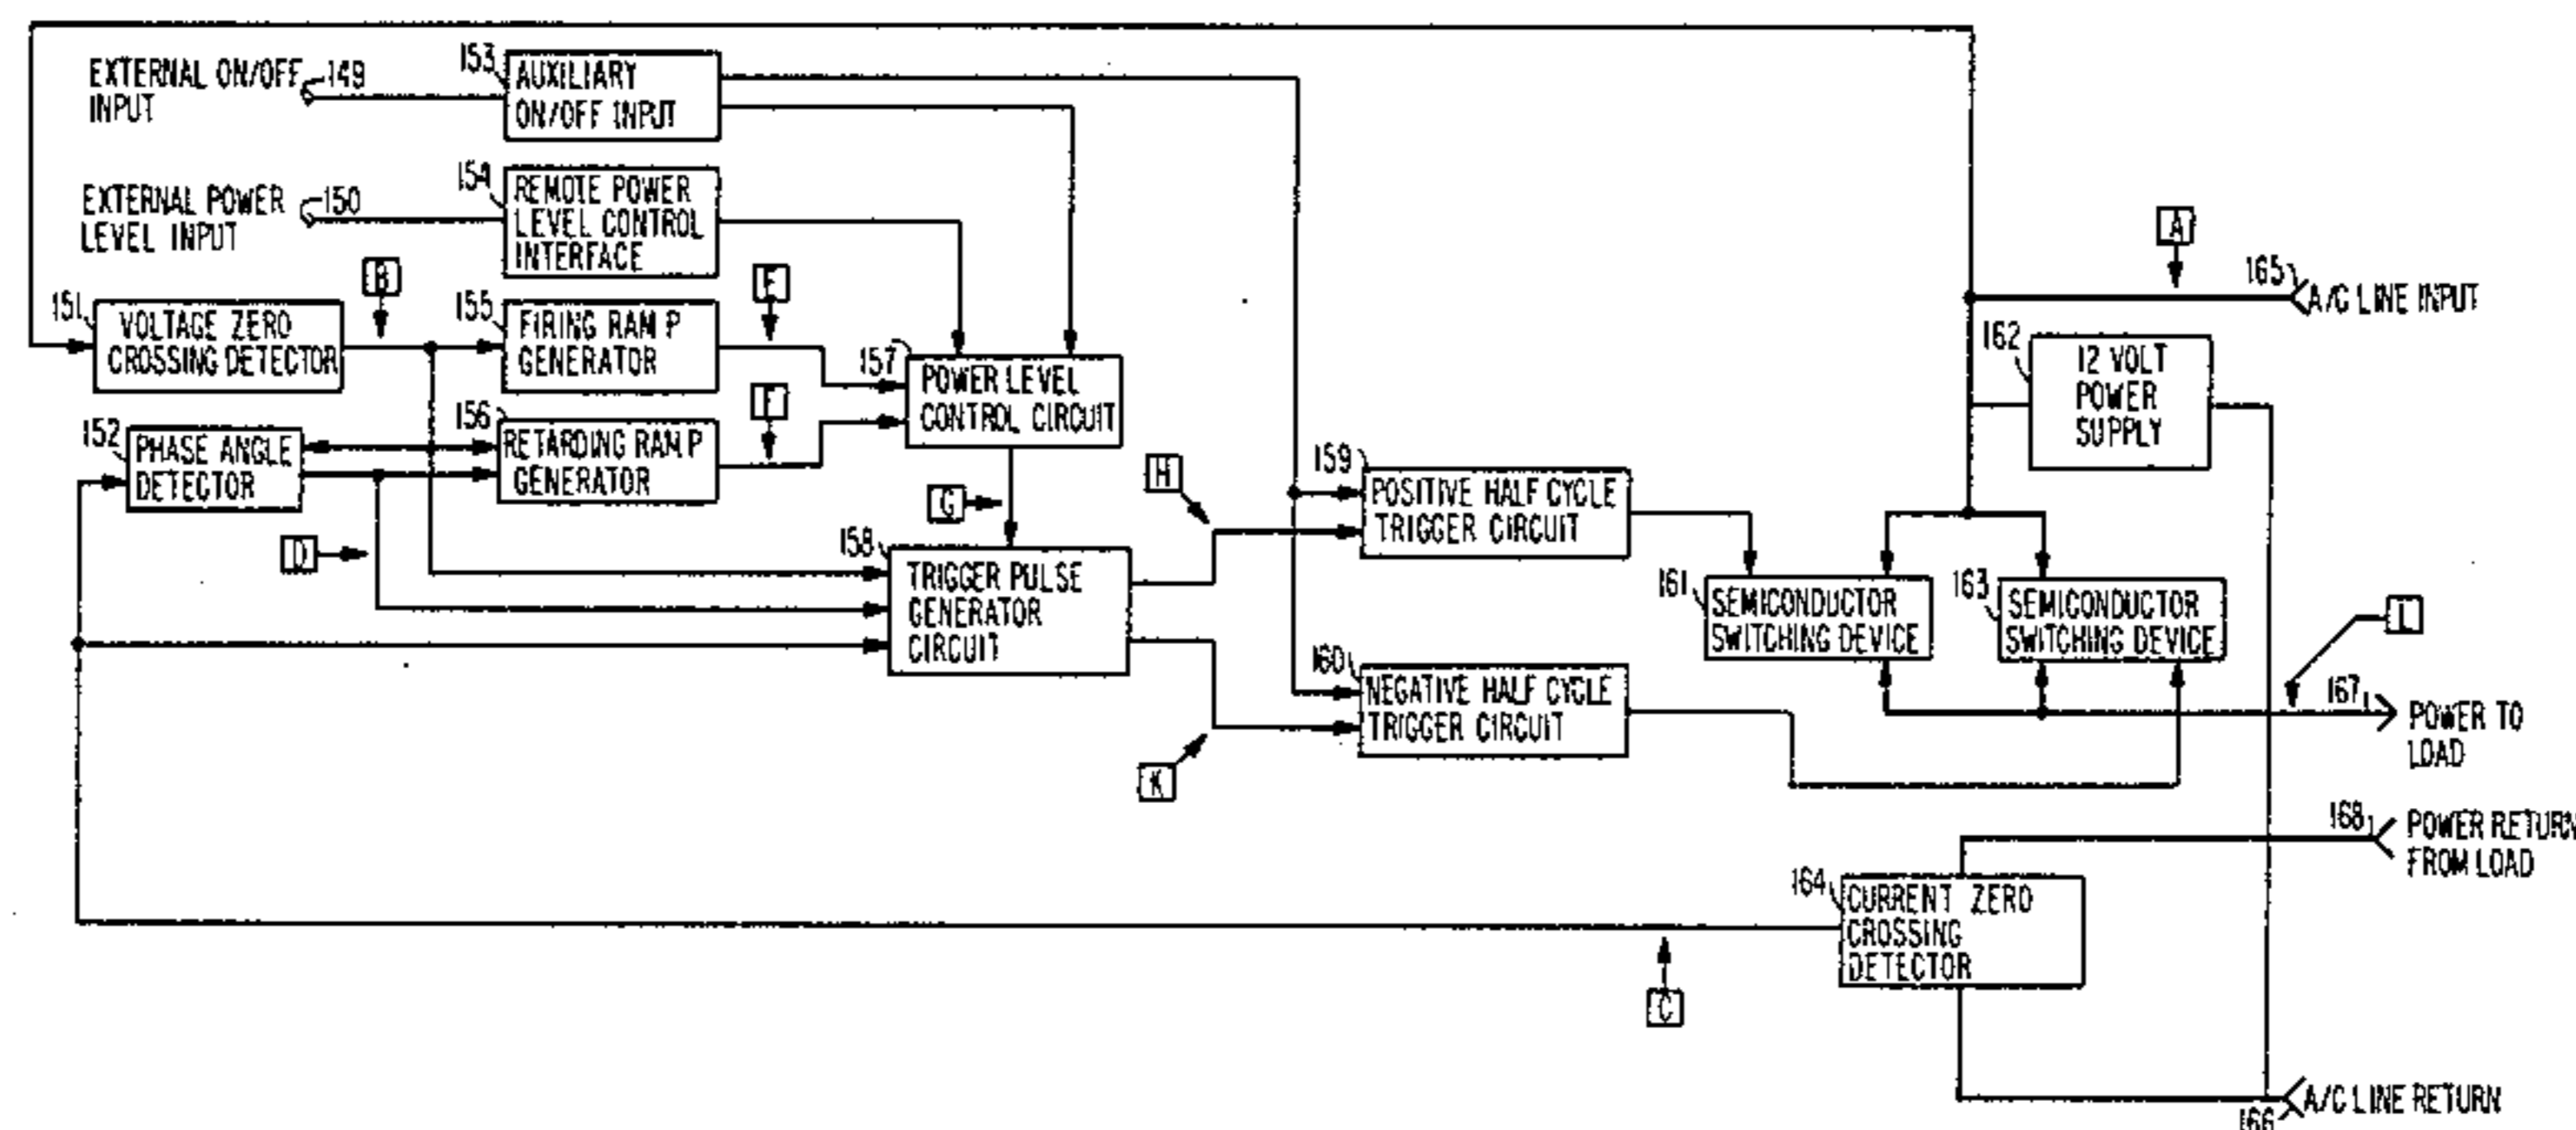 EXTERNAL ON/OFF
INPUT
149
153
AUXILIARY
ON/OFF INPUT
EXTERNAL POWER
LEVEL INPUT
150
154
REMOTE POWER
LEVEL CONTROL
INTERFACE
A
165
A/C LINE INPUT
B
151
VOLTAGE ZERO
CROSSING DETECTOR
155
FIRING RAMP
GENERATOR
E
157
POWER LEVEL
CONTROL CIRCUIT
162
12 VOLT
POWER
SUPPLY
152
PHASE ANGLE
DETECTOR
156
RETARDING RAMP
GENERATOR
F
D
G
H
158
TRIGGER PULSE
GENERATOR
CIRCUIT
159
POSITIVE HALF CYCLE
TRIGGER CIRCUIT
161
SEMICONDUCTOR
SWITCHING DEVICE
163
SEMICONDUCTOR
SWITCHING DEVICE
L
160
NEGATIVE HALF CYCLE
TRIGGER CIRCUIT
K
167
POWER TO
LOAD
168
POWER RETURN
FROM LOAD
164
CURRENT ZERO
CROSSING
DETECTOR
C
166
A/C LINE RETURN